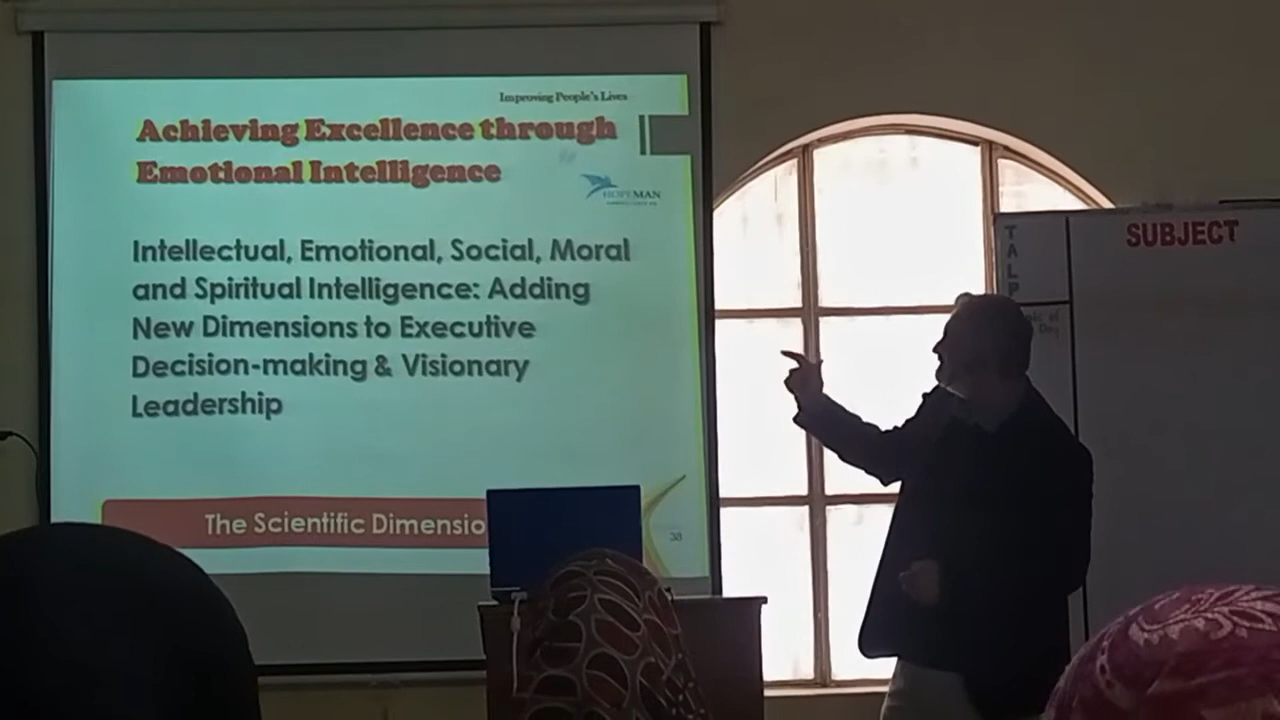 Improving People's Lives
Achieving Excellence through
Emotional Intelligence
HOPEMAN
Intellectual, Emotional, Social, Moral
and Spiritual Intelligence: Adding
New Dimensions to Executive
Decision-making & Visionary
Leadership
The Scientific Dimensio
38
TALP
SUBJECT